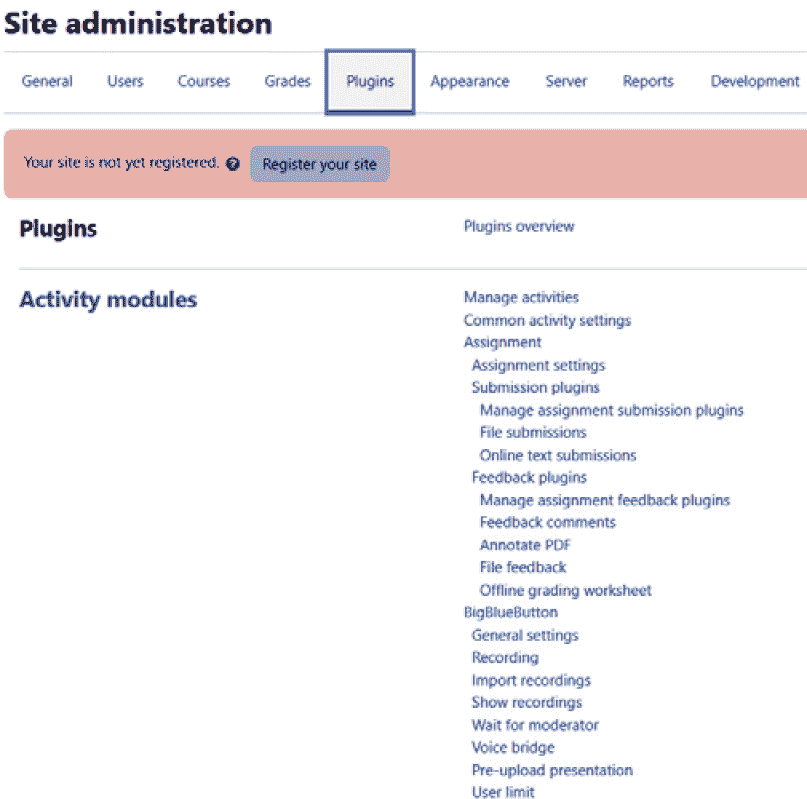 Site administration
General Users Courses Grades Plugins Appearance Server Reports Development
Your site is not yet registered. ? Register your site
Plugins Plugins overview
Activity modules Manage activities
Common activity settings
Assignment
Assignment settings
Submission plugins
Manage assignment submission plugins
File submissions
Online text submissions
Feedback plugins
Manage assignment feedback plugins
Feedback comments
Annotate PDF
File feedback
Offline grading worksheet
BigBlueButton
General settings
Recording
Import recordings
Show recordings
Wait for moderator
Voice bridge
Pre-upload presentation
User limit